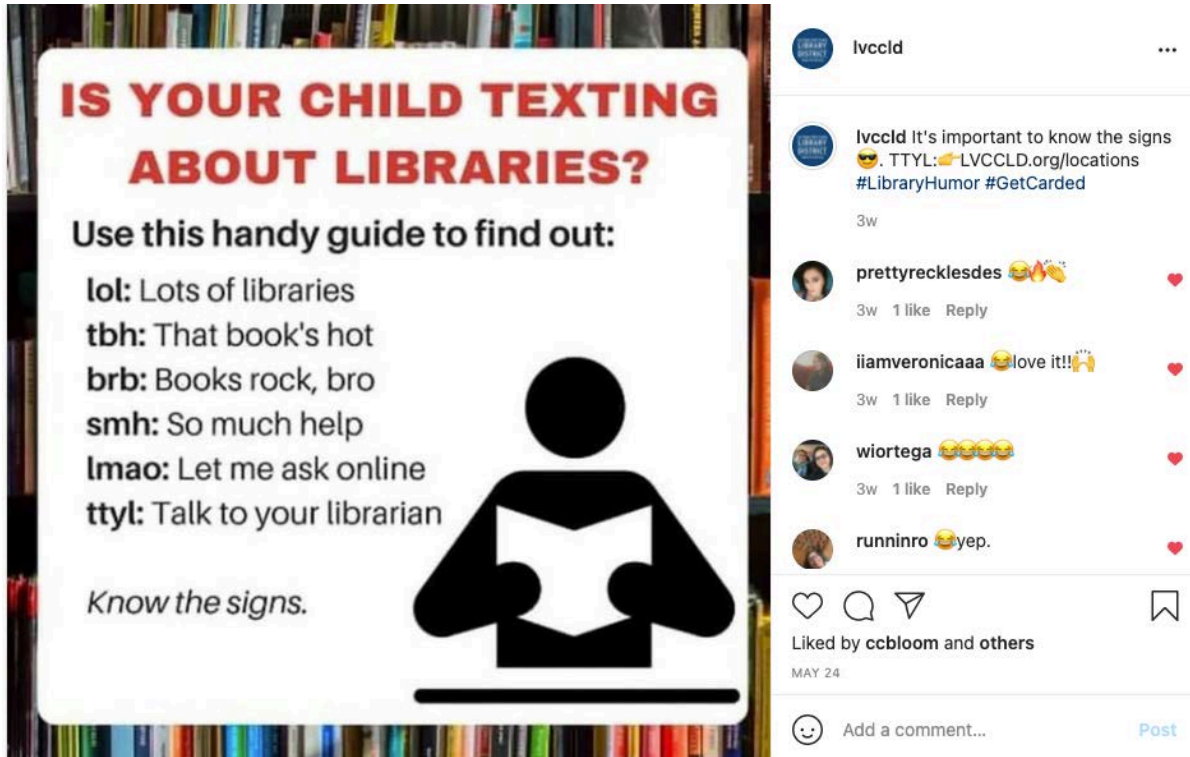 IS YOUR CHILD TEXTING
ABOUT LIBRARIES?
Use this handy guide to find out:
lol: Lots of libraries
tbh: That book's hot
brb: Books rock, bro
smh: So much help
lmao: Let me ask online
ttyl: Talk to your librarian
Know the signs.
lvccld
lvccld It's important to know the signs
😎. TTYL:👉LVCCLD.org/locations
#LibraryHumor #GetCarded
3w
prettyrecklesdes 😂🔥👏
3w 1 like Reply
iiamveronicaaa 😂love it!!🙌
3w 1 like Reply
wiortega 😂😂😂😂
3w 1 like Reply
runninro 😂yep.
Liked by ccbloom and others
MAY 24
Add a comment... Post